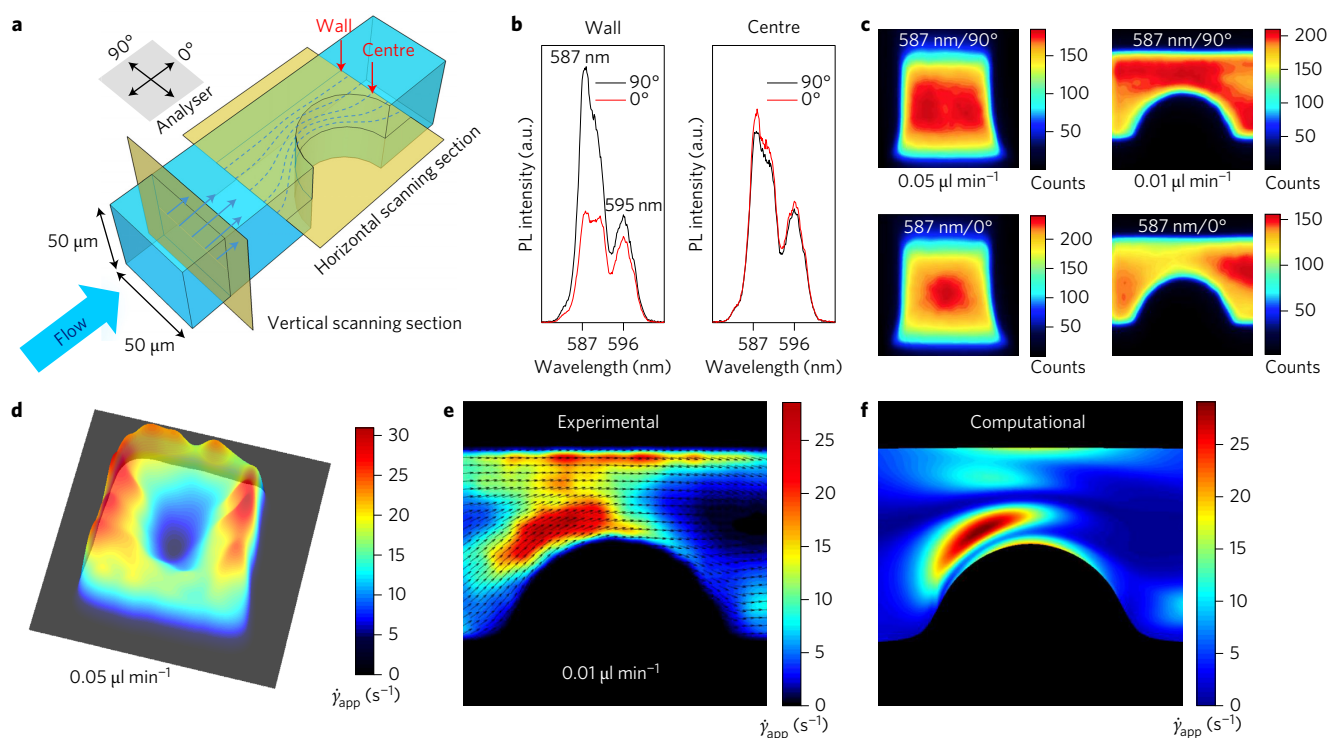 a
90°
0°
Analyser
Wall
Centre
Horizontal scanning section
50 µm
50 µm
Flow
Vertical scanning section
b
Wall
Centre
587 nm
90°
0°
595 nm
90°
0°
PL intensity (a.u.)
PL intensity (a.u.)
587
596
587
596
Wavelength (nm)
Wavelength (nm)
c
587 nm/90°
150
100
50
0.05 µl min⁻¹
Counts
587 nm/90°
200
150
100
50
0.01 µl min⁻¹
Counts
587 nm/0°
200
150
100
50
Counts
587 nm/0°
150
100
50
Counts
d
30
25
20
15
10
5
0
0.05 µl min⁻¹
γ̇app (s⁻¹)
e
Experimental
25
20
15
10
5
0
0.01 µl min⁻¹
γ̇app (s⁻¹)
f
Computational
25
20
15
10
5
0
γ̇app (s⁻¹)